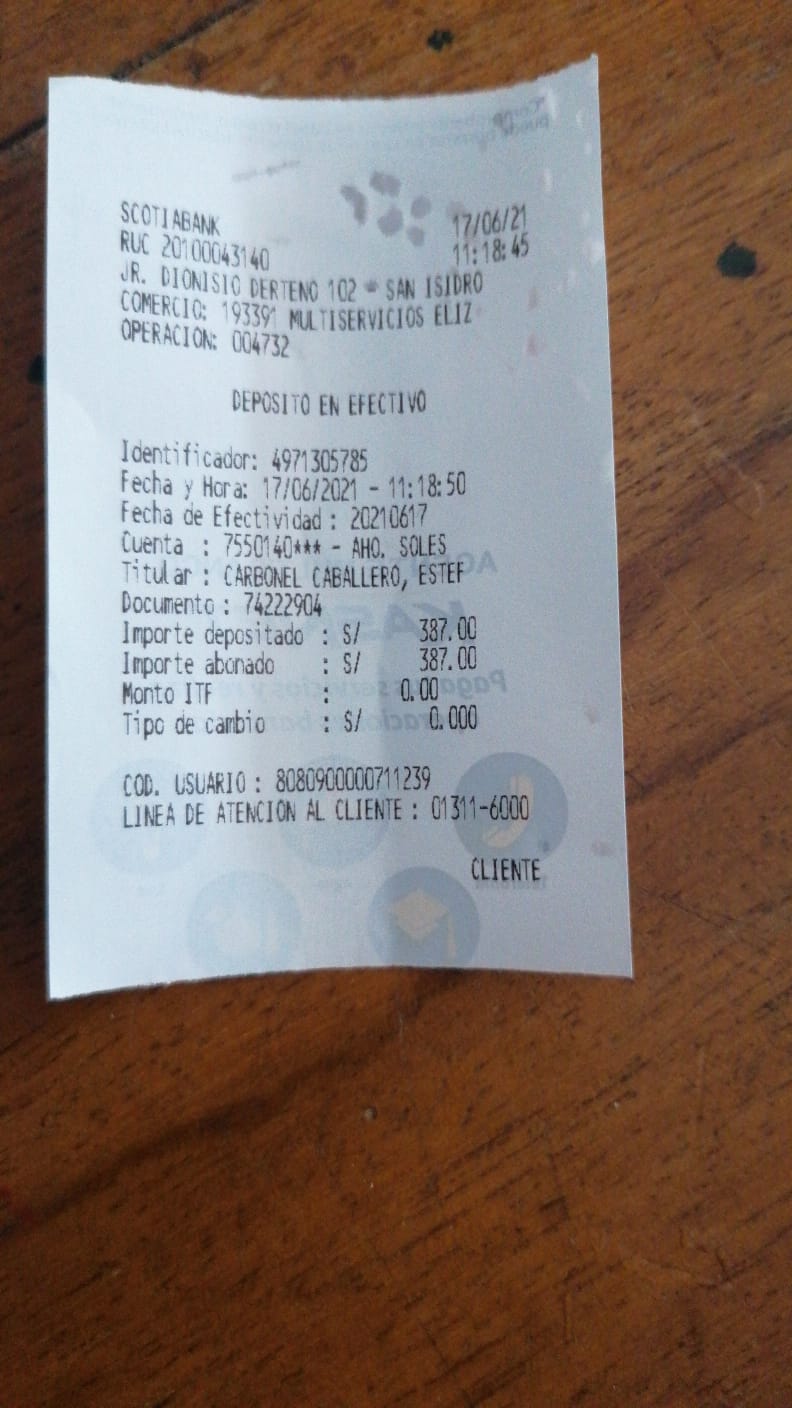 SCOTIABANK 17/06/21
RUC 20100043140 11:18:45
JR. DIONISIO DERTENO 102 * SAN ISIDRO
COMERCIO: 193391 MULTISERVICIOS ELIZ
OPERACION: 004732
DEPOSITO EN EFECTIVO
Identificador: 4971305785
Fecha y Hora: 17/06/2021 - 11:18:50
Fecha de Efectividad : 20210617
Cuenta : 7550140*** - AHO. SOLES
Titular : CARBONEL CABALLERO, ESTEF
Documento : 74222904
Importe depositado : S/ 387.00
Importe abonado : S/ 387.00
Monto ITF : 0.00
Tipo de cambio : S/ 0.000
COD. USUARIO : 8080900000711239
LINEA DE ATENCION AL CLIENTE : 01311-6000
CLIENTE